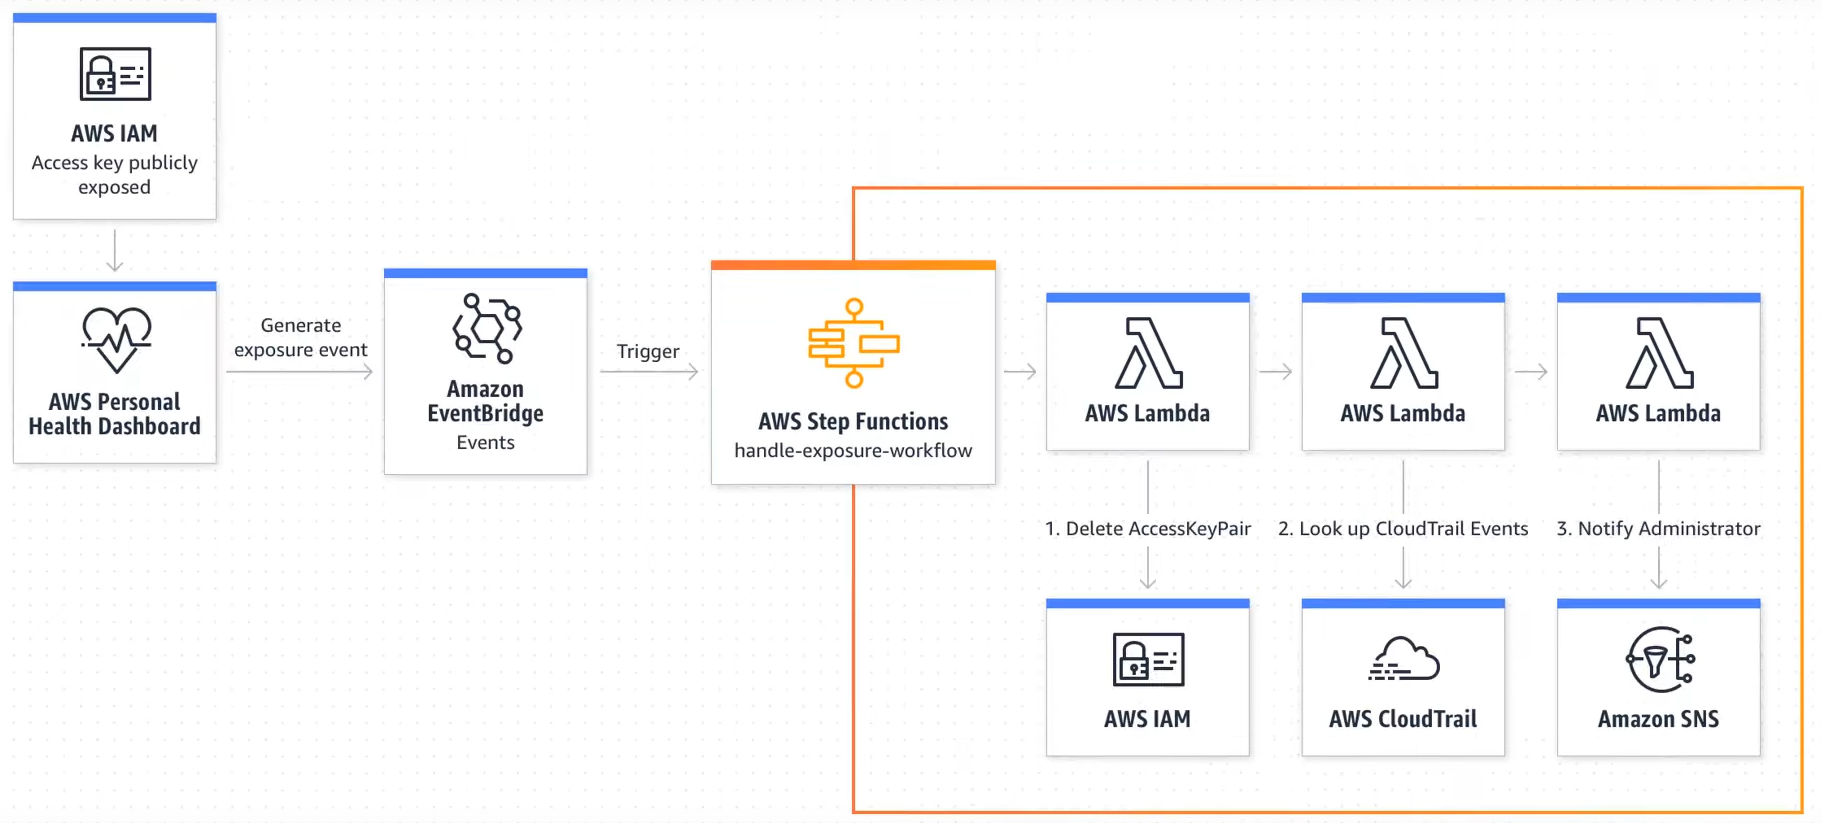 AWS IAM
Access key publicly
exposed
AWS Personal
Health Dashboard
Generate
exposure event
Amazon
EventBridge
Events
Trigger
AWS Step Functions
handle-exposure-workflow
AWS Lambda
AWS Lambda
AWS Lambda
1. Delete AccessKeyPair
2. Look up CloudTrail Events
3. Notify Administrator
AWS IAM
AWS CloudTrail
Amazon SNS